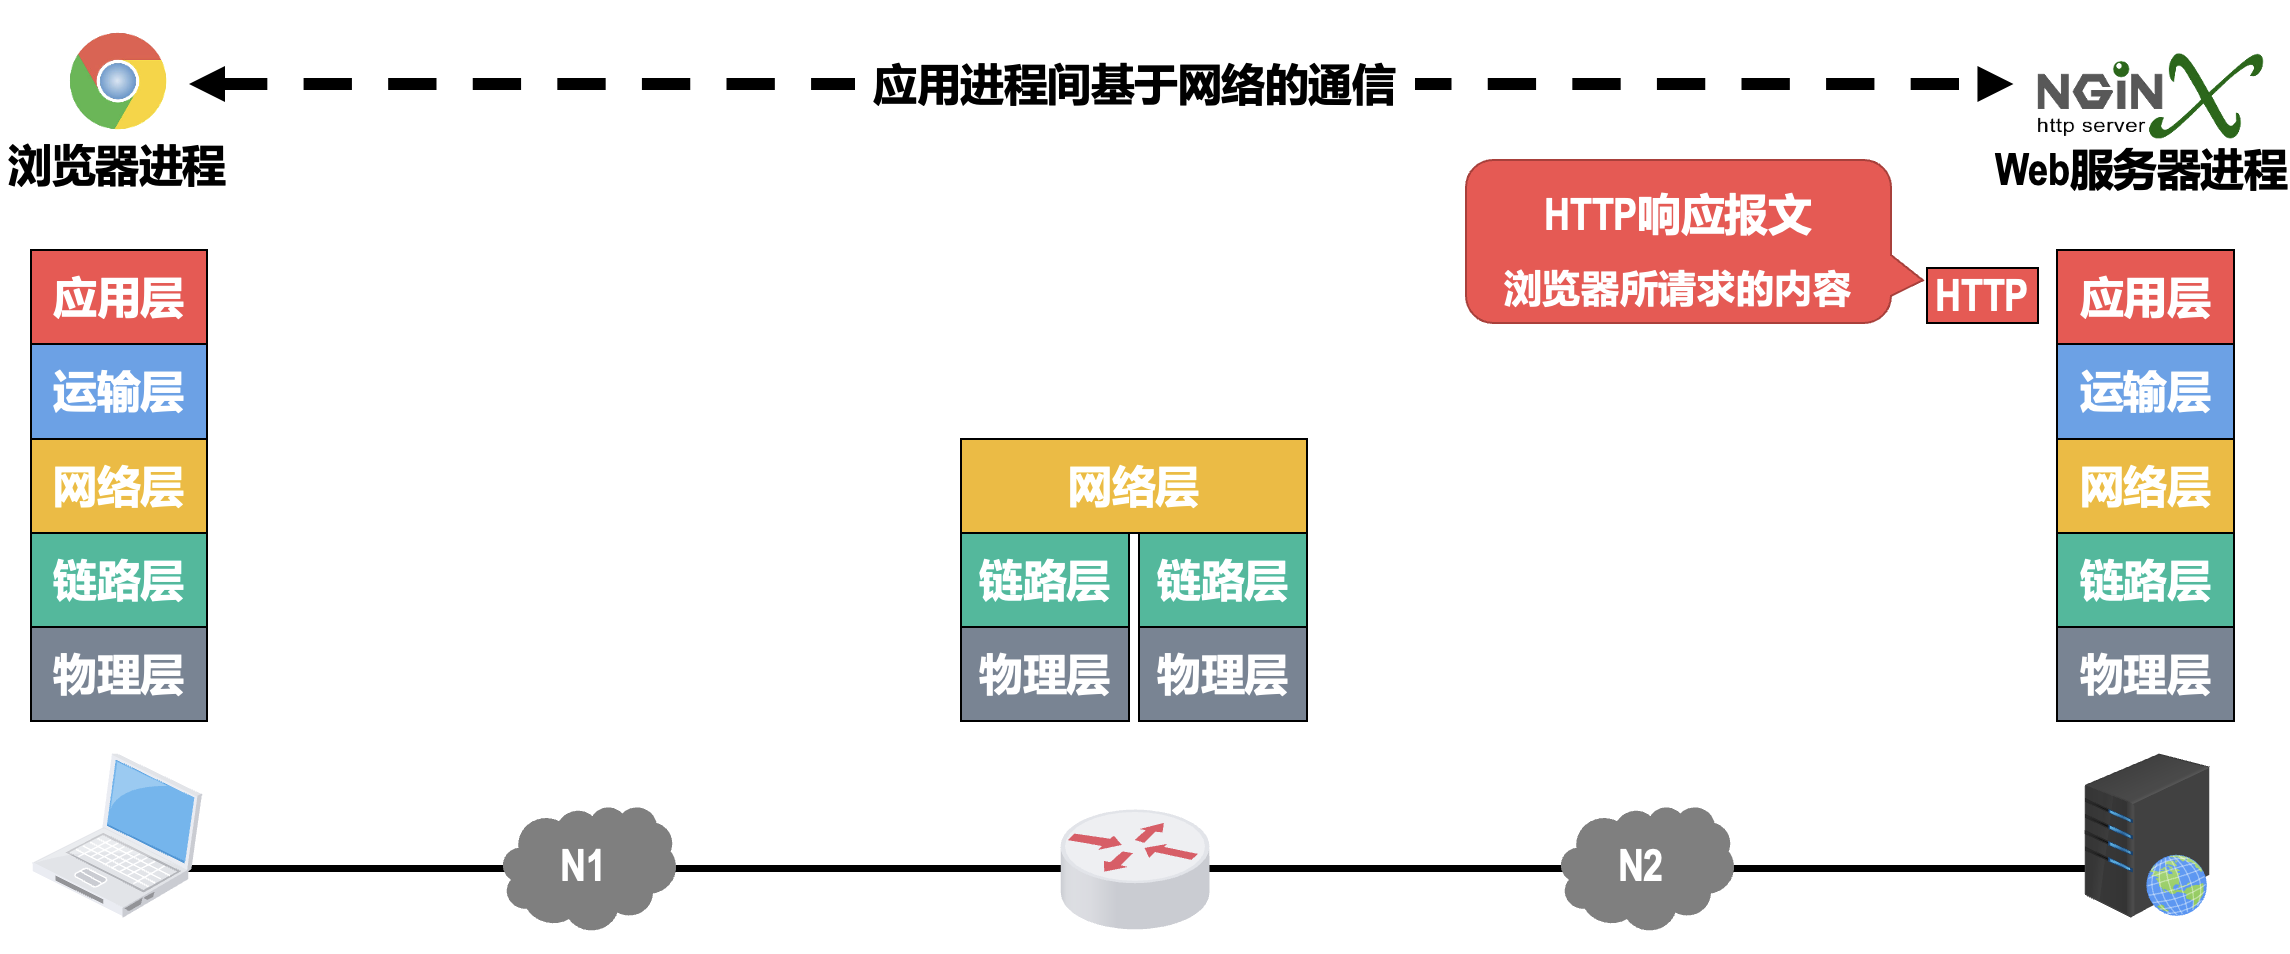 应用进程间基于网络的通信
NGiNX
http server
浏览器进程
Web服务器进程
HTTP响应报文
浏览器所请求的内容
HTTP
应用层
运输层
网络层
链路层
物理层
网络层
链路层 链路层
物理层 物理层
应用层
运输层
网络层
链路层
物理层
N1
N2